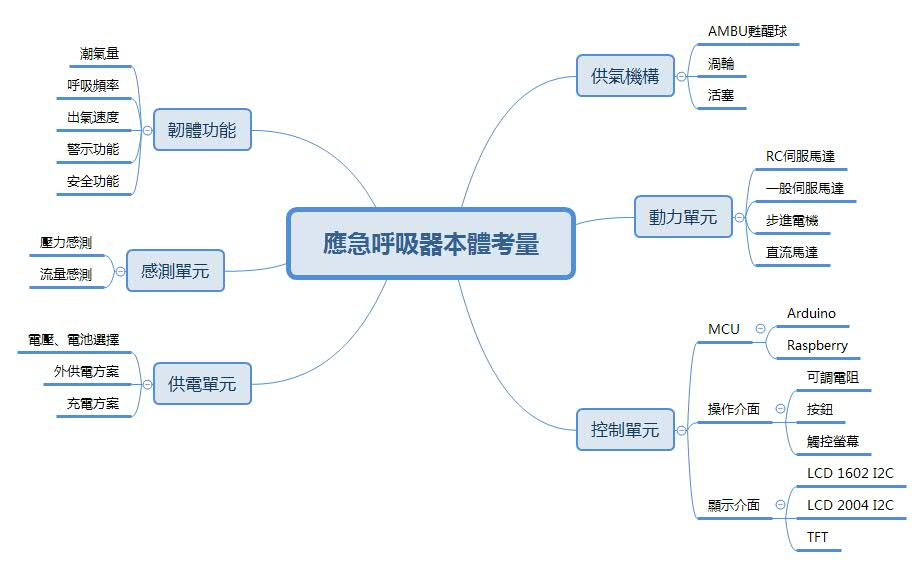 應急呼吸器本體考量
供氣機構
AMBU甦醒球
渦輪
活塞
動力單元
RC伺服馬達
一般伺服馬達
步進電機
直流馬達
控制單元
MCU
Arduino
Raspberry
操作介面
可調電阻
按鈕
觸控螢幕
顯示介面
LCD 1602 I2C
LCD 2004 I2C
TFT
韌體功能
潮氣量
呼吸頻率
出氣速度
警示功能
安全功能
感測單元
壓力感測
流量感測
供電單元
電壓、電池選擇
外供電方案
充電方案